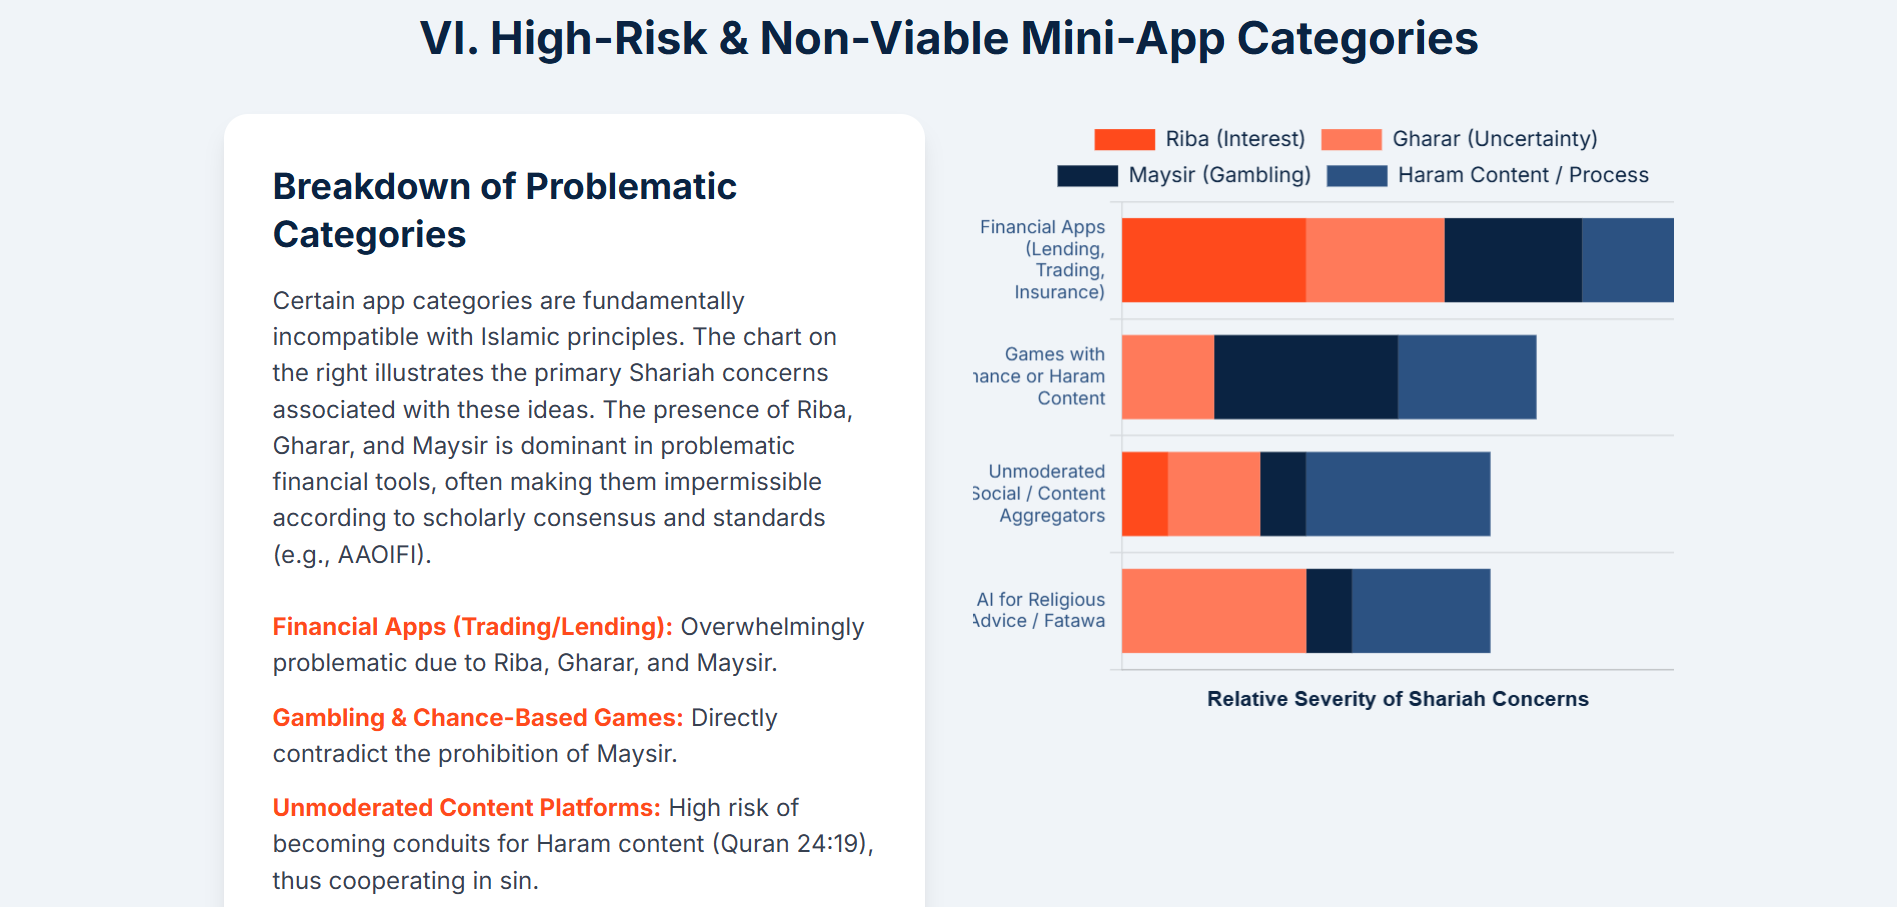 VI. High-Risk & Non-Viable Mini-App Categories
Breakdown of Problematic
Categories
Certain app categories are fundamentally
incompatible with Islamic principles. The chart on
the right illustrates the primary Shariah concerns
associated with these ideas. The presence of Riba,
Gharar, and Maysir is dominant in problematic
financial tools, often making them impermissible
according to scholarly consensus and standards
(e.g., AAOIFI).
Financial Apps (Trading/Lending): Overwhelmingly
problematic due to Riba, Gharar, and Maysir.
Gambling & Chance-Based Games: Directly
contradict the prohibition of Maysir.
Unmoderated Content Platforms: High risk of
becoming conduits for Haram content (Quran 24:19),
thus cooperating in sin.
Riba (Interest) Gharar (Uncertainty)
Maysir (Gambling) Haram Content / Process
Financial Apps
(Lending,
Trading,
Insurance)
Games with
hance or Haram
Content
Unmoderated
Social / Content
Aggregators
AI for Religious
Advice / Fatawa
Relative Severity of Shariah Concerns